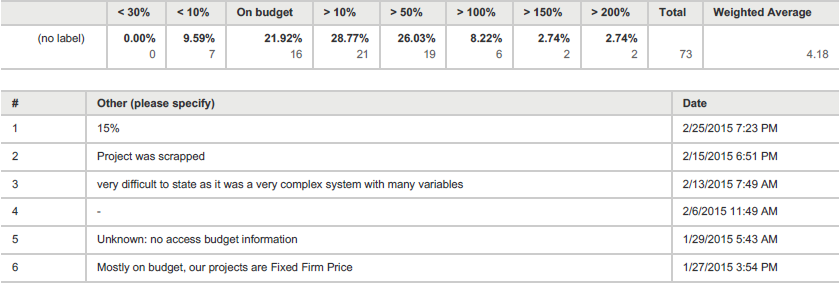 < 30% < 10% On budget > 10% > 50% > 100% > 150% > 200% Total Weighted Average
(no label) 0.00% 9.59% 21.92% 28.77% 26.03% 8.22% 2.74% 2.74%
0 7 16 21 19 6 2 2 73 4.18
# Other (please specify) Date
1 15% 2/25/2015 7:23 PM
2 Project was scrapped 2/15/2015 6:51 PM
3 very difficult to state as it was a very complex system with many variables 2/13/2015 7:49 AM
4 - 2/6/2015 11:49 AM
5 Unknown: no access budget information 1/29/2015 5:43 AM
6 Mostly on budget, our projects are Fixed Firm Price 1/27/2015 3:54 PM